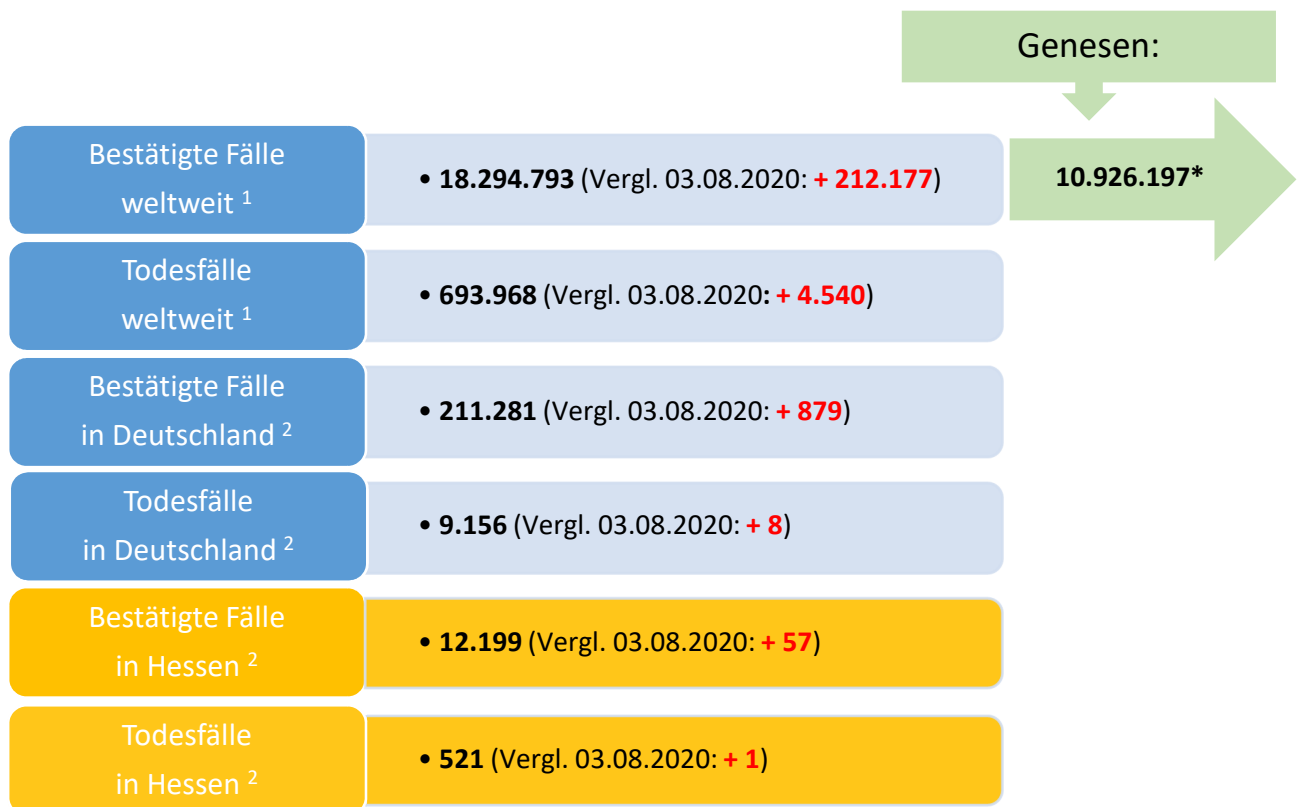 Genesen:
Bestätigte Fälle
weltweit ¹
• 18.294.793 (Vergl. 03.08.2020: + 212.177)
10.926.197*
Todesfälle
weltweit ¹
• 693.968 (Vergl. 03.08.2020: + 4.540)
Bestätigte Fälle
in Deutschland ²
• 211.281 (Vergl. 03.08.2020: + 879)
Todesfälle
in Deutschland ²
• 9.156 (Vergl. 03.08.2020: + 8)
Bestätigte Fälle
in Hessen ²
• 12.199 (Vergl. 03.08.2020: + 57)
Todesfälle
in Hessen ²
• 521 (Vergl. 03.08.2020: + 1)